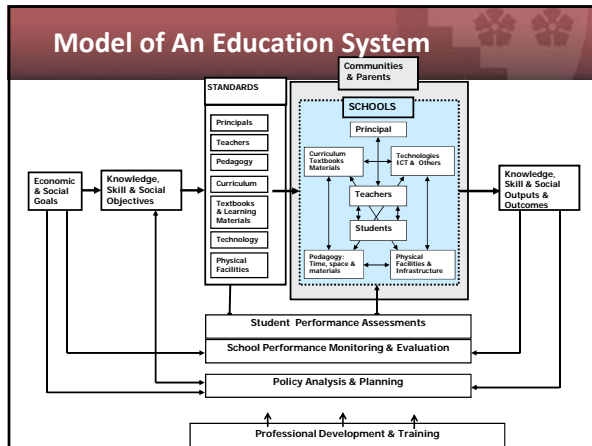 Model of An Education System
Communities
& Parents
STANDARDS
SCHOOLS
Principals
Teachers
Pedagogy
Curriculum
Textbooks
& Learning
Materials
Technology
Physical
Facilities
Principal
Curriculum
Textbooks
Materials
Technologies
ICT & Others
Teachers
Students
Pedagogy:
Time, space &
materials
Physical
Facilities &
Infrastructure
Economic
& Social
Goals
Knowledge,
Skill & Social
Objectives
Knowledge,
Skill & Social
Outputs &
Outcomes
Student Performance Assessments
School Performance Monitoring & Evaluation
Policy Analysis & Planning
Professional Development & Training